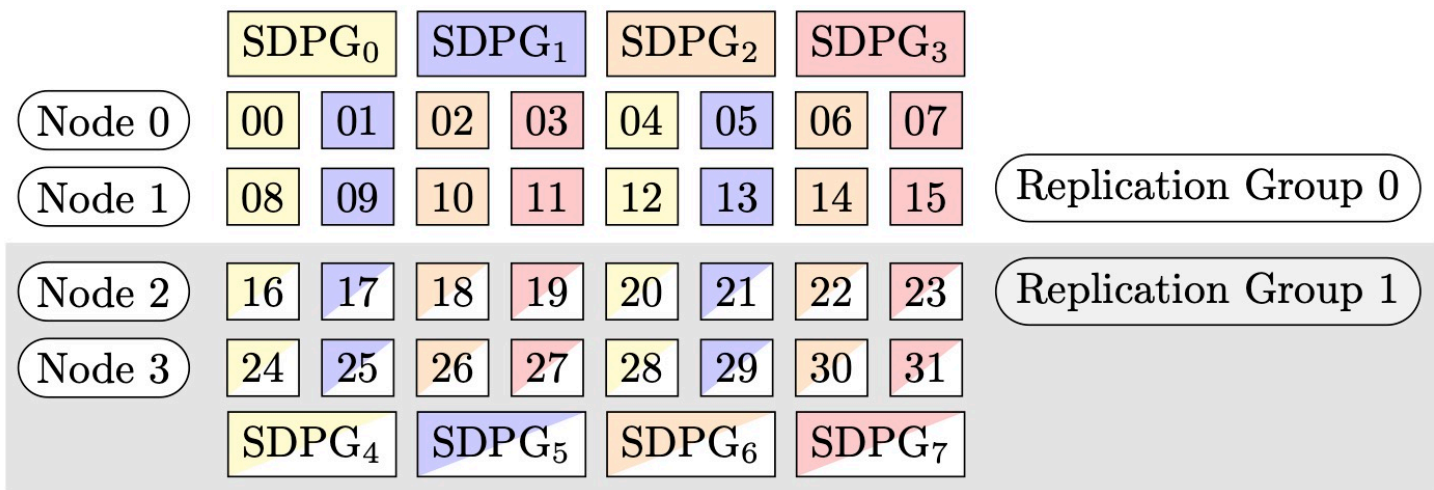 SDPG₀ SDPG₁ SDPG₂ SDPG₃
Node 0 00 01 02 03 04 05 06 07
Node 1 08 09 10 11 12 13 14 15 Replication Group 0
Node 2 16 17 18 19 20 21 22 23 Replication Group 1
Node 3 24 25 26 27 28 29 30 31
SDPG₄ SDPG₅ SDPG₆ SDPG₇